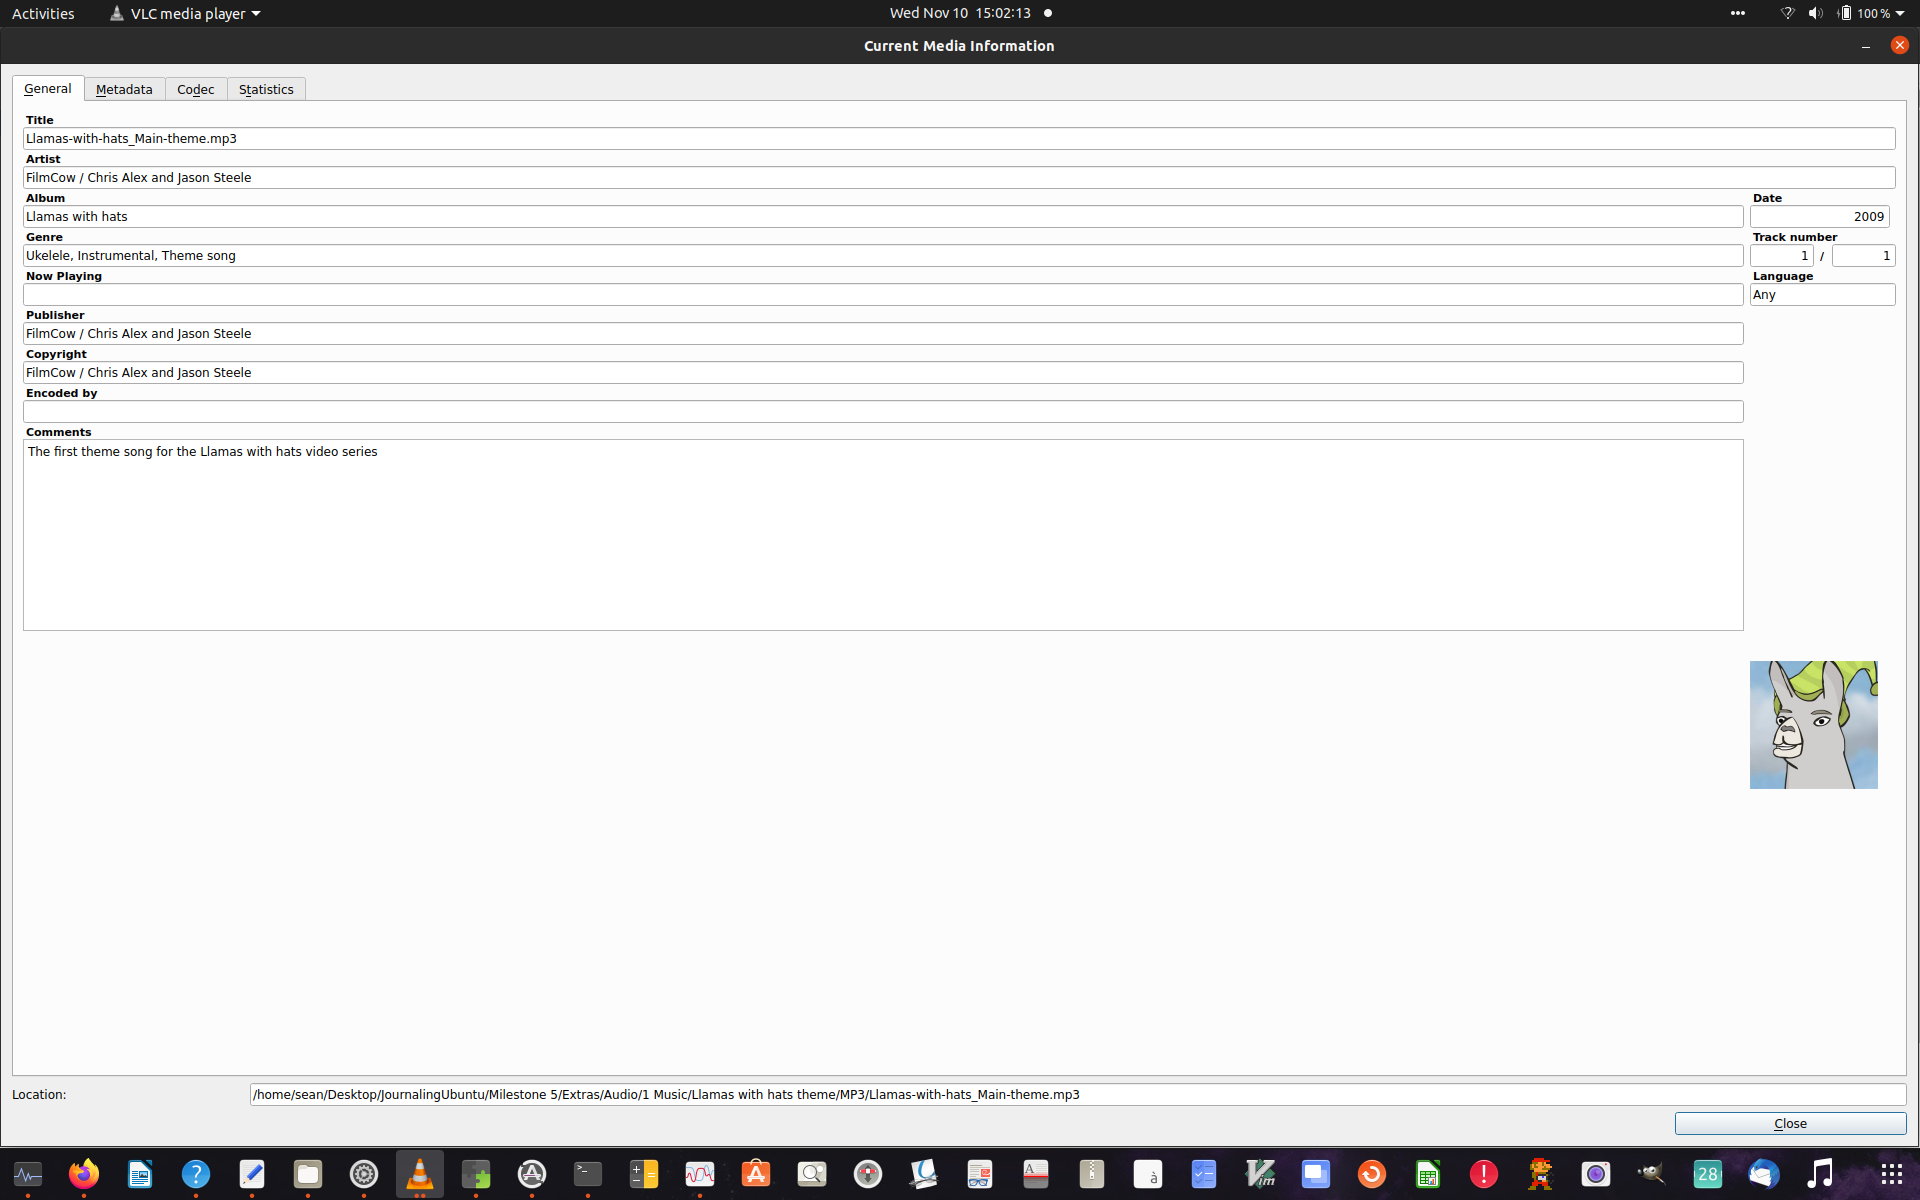 Activities VLC media player Wed Nov 10 15:02:13 100 %
Current Media Information
General Metadata Codec Statistics
Title
Llamas-with-hats_Main-theme.mp3
Artist
FilmCow / Chris Alex and Jason Steele
Album Date
Llamas with hats 2009
Genre Track number
Ukelele, Instrumental, Theme song 1 / 1
Now Playing Language
Any
Publisher
FilmCow / Chris Alex and Jason Steele
Copyright
FilmCow / Chris Alex and Jason Steele
Encoded by
Comments
The first theme song for the Llamas with hats video series
Location: /home/sean/Desktop/JournalingUbuntu/Milestone 5/Extras/Audio/1 Music/Llamas with hats theme/MP3/Llamas-with-hats_Main-theme.mp3
Close
? >_ A à Vim ! 28